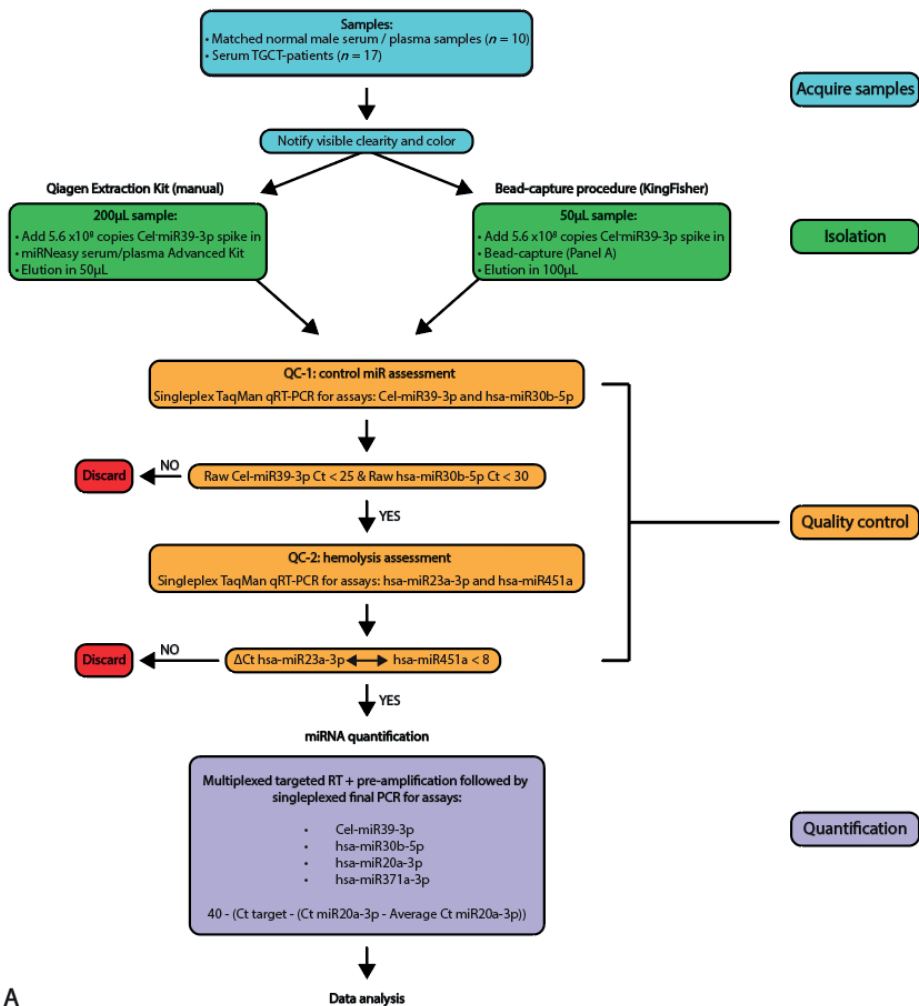 Samples:
• Matched normal male serum / plasma samples (n = 10)
• Serum TGCT-patients (n = 17)
Acquire samples
Notify visible clearity and color
Qiagen Extraction Kit (manual)
200µL sample:
• Add 5.6 x10⁸ copies Cel-miR39-3p spike in
• miRNeasy serum/plasma Advanced Kit
• Elution in 50µL
Bead-capture procedure (KingFisher)
50µL sample:
• Add 5.6 x10⁸ copies Cel-miR39-3p spike in
• Bead-capture (Panel A)
• Elution in 100µL
Isolation
QC-1: control miR assessment
Singleplex TaqMan qRT-PCR for assays: Cel-miR39-3p and hsa-miR30b-5p
Discard
NO
Raw Cel-miR39-3p Ct < 25 & Raw hsa-miR30b-5p Ct < 30
YES
Quality control
QC-2: hemolysis assessment
Singleplex TaqMan qRT-PCR for assays: hsa-miR23a-3p and hsa-miR451a
Discard
NO
ΔCt hsa-miR23a-3p hsa-miR451a < 8
YES
miRNA quantification
Multiplexed targeted RT + pre-amplification followed by
singleplexed final PCR for assays:
• Cel-miR39-3p
• hsa-miR30b-5p
• hsa-miR20a-3p
• hsa-miR371a-3p
40 - (Ct target - (Ct miR20a-3p - Average Ct miR20a-3p))
Quantification
Data analysis
A